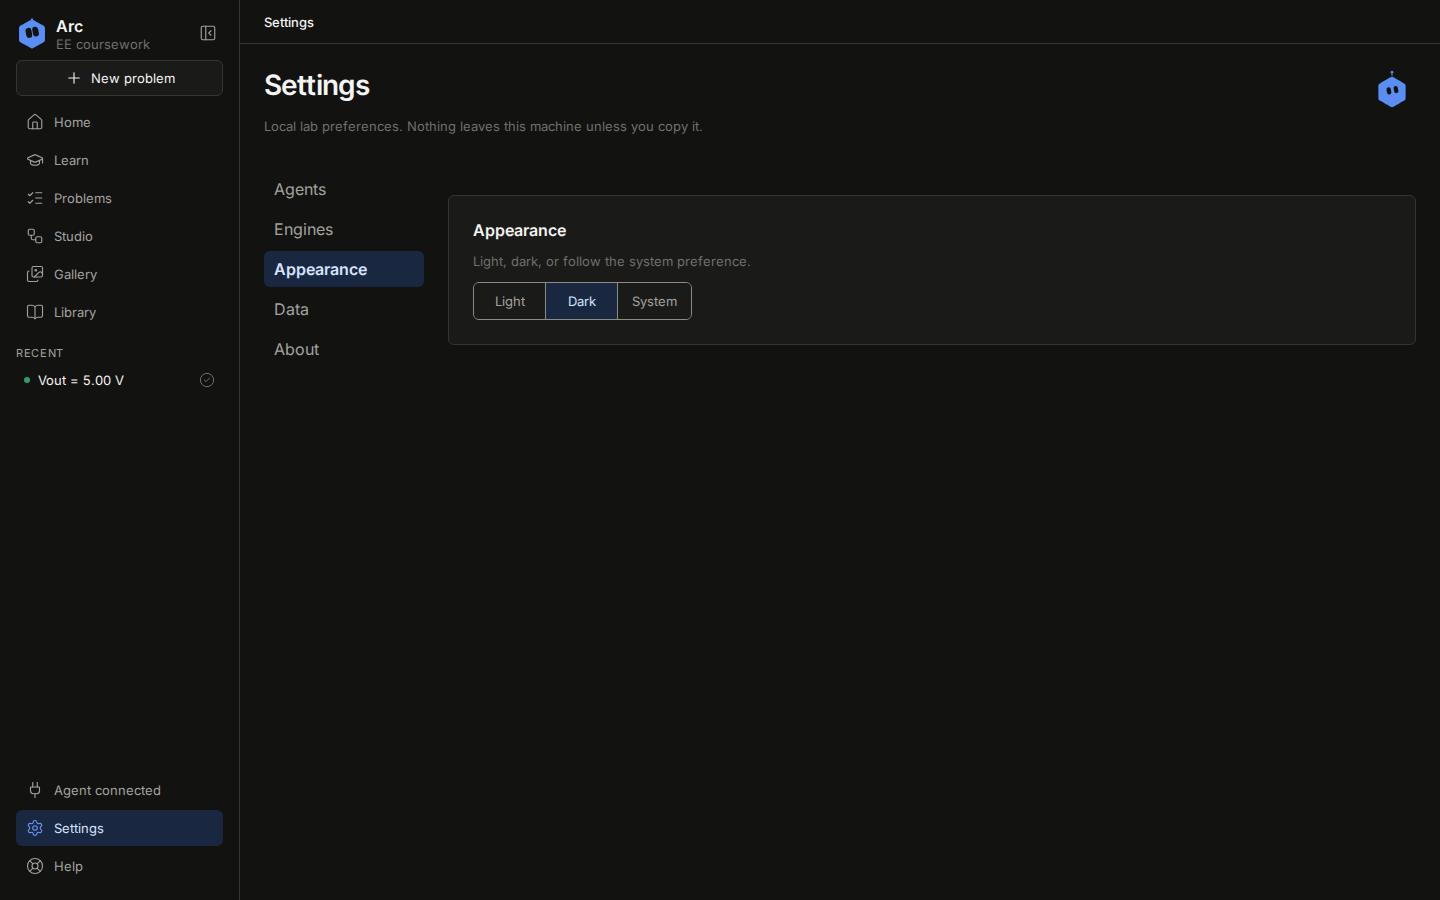 Arc
EE coursework
New problem
Home
Learn
Problems
Studio
Gallery
Library
RECENT
Vout = 5.00 V
Agent connected
Settings
Help
Settings
Settings
Local lab preferences. Nothing leaves this machine unless you copy it.
Agents
Engines
Appearance
Data
About
Appearance
Light, dark, or follow the system preference.
Light Dark System